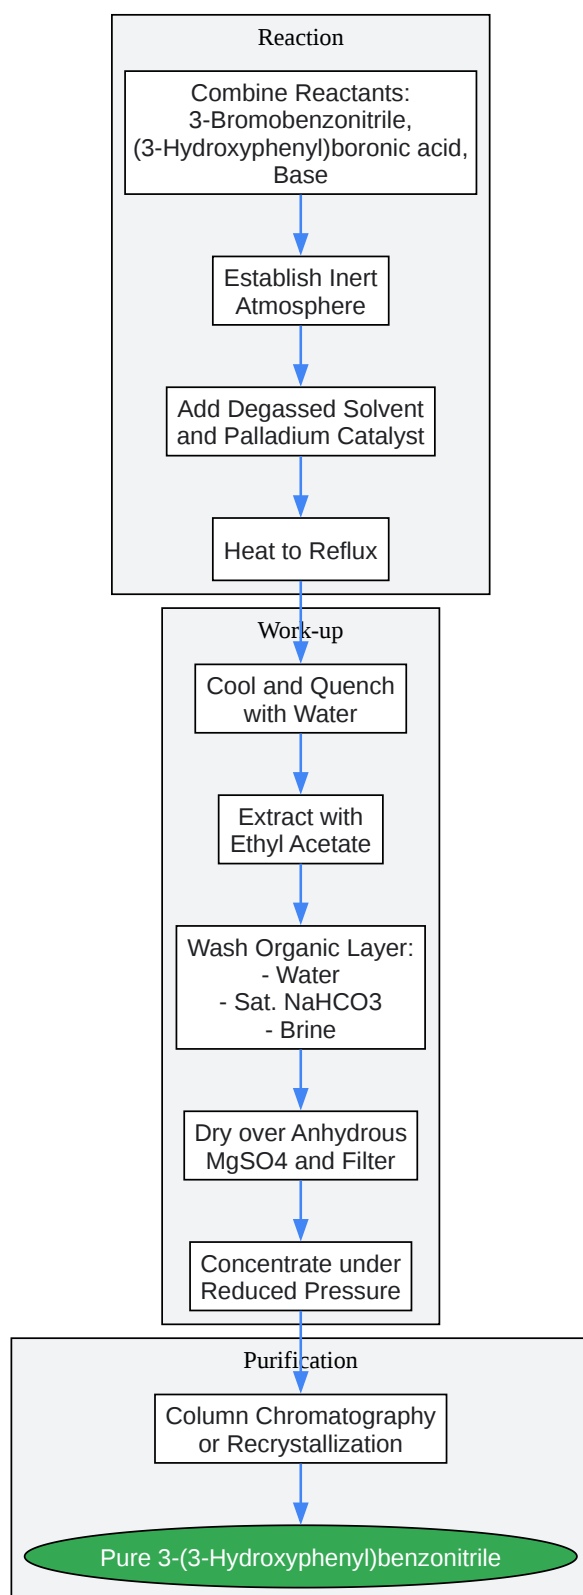 Reaction
Combine Reactants:
3-Bromobenzonitrile,
(3-Hydroxyphenyl)boronic acid,
Base
Establish Inert
Atmosphere
Add Degassed Solvent
and Palladium Catalyst
Heat to Reflux
Work-up
Cool and Quench
with Water
Extract with
Ethyl Acetate
Wash Organic Layer:
- Water
- Sat. NaHCO3
- Brine
Dry over Anhydrous
MgSO4 and Filter
Concentrate under
Reduced Pressure
Purification
Column Chromatography
or Recrystallization
Pure 3-(3-Hydroxyphenyl)benzonitrile